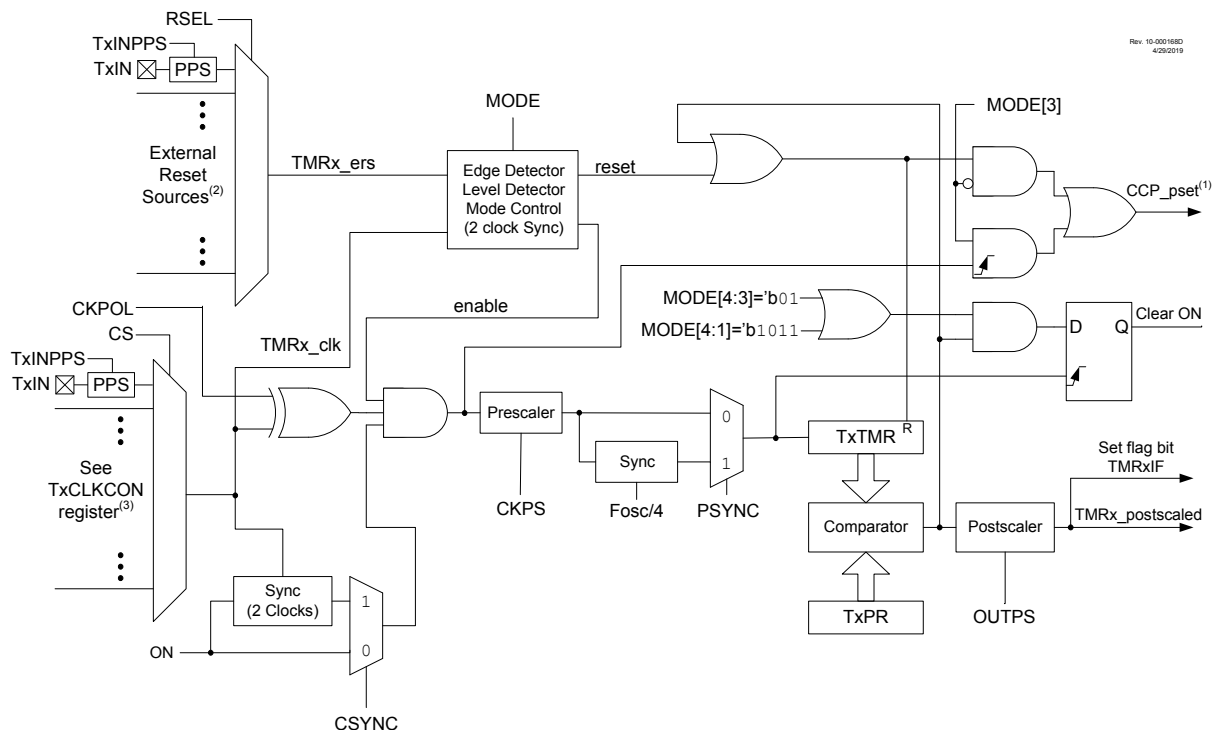 RSEL
Rev. 10-000168D
4/29/2019
TxINPPS
TxIN
PPS
MODE
MODE[3]
External
Reset
Sources(2)
TMRx_ers
Edge Detector
Level Detector
Mode Control
(2 clock Sync)
reset
CCP_pset(1)
enable
MODE[4:3]='b01
MODE[4:1]='b1011
D
Q
Clear ON
CKPOL
CS
TMRx_clk
TxINPPS
TxIN
PPS
Prescaler
0
1
Sync
CKPS
Fosc/4
PSYNC
TxTMR
R
See
TxCLKCON
register(3)
Set flag bit
TMRxIF
Comparator
Postscaler
TMRx_postscaled
Sync
(2 Clocks)
1
0
TxPR
OUTPS
ON
CSYNC